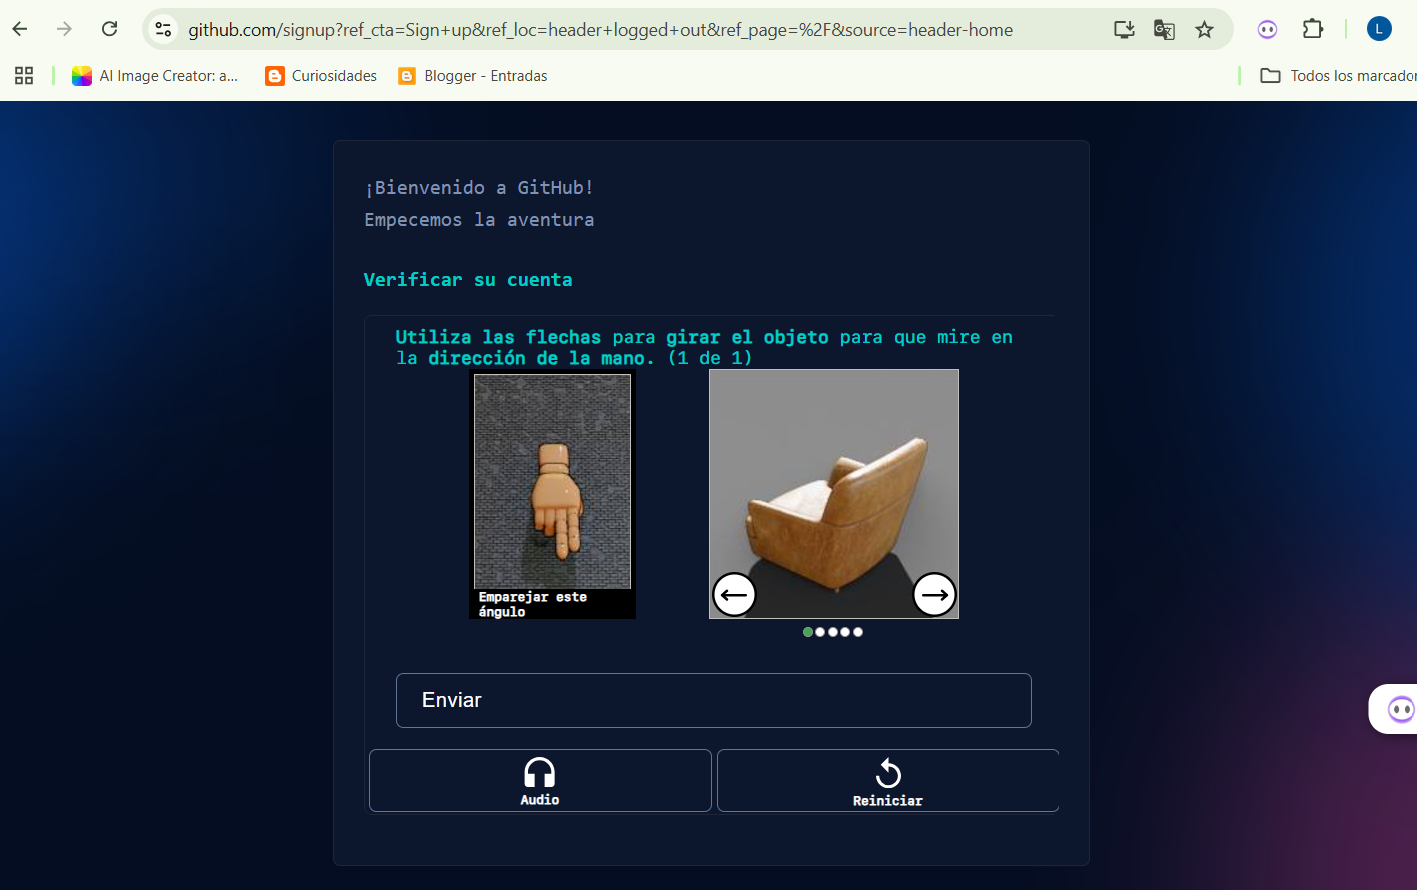 github.com/signup?ref_cta=Sign+up&ref_loc=header+logged+out&ref_page=%2F&source=header-home
L
AI Image Creator: a...
Curiosidades
Blogger - Entradas
Todos los marcador
¡Bienvenido a GitHub!
Empecemos la aventura
Verificar su cuenta
Utiliza las flechas para girar el objeto para que mire en
la dirección de la mano. (1 de 1)
Emparejar este
ángulo
Enviar
Audio
Reiniciar